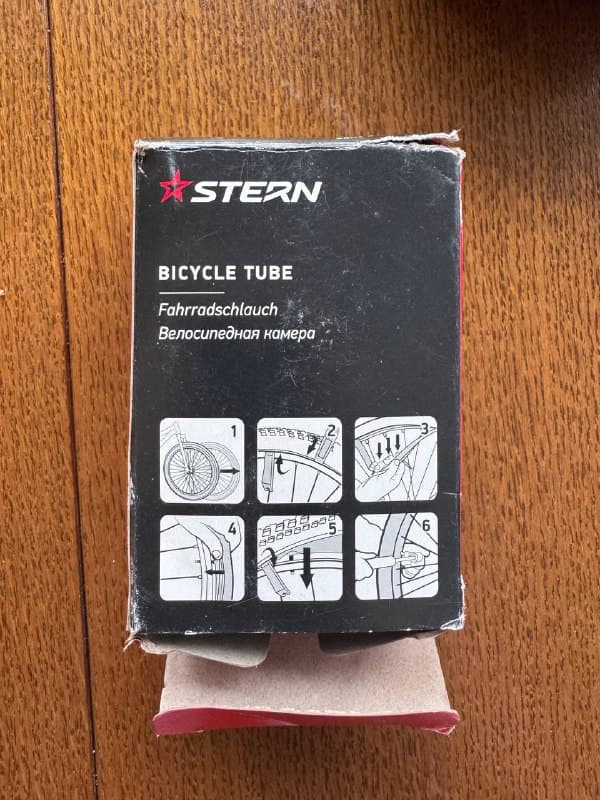 STERN
BICYCLE TUBE
Fahrradschlauch
Велосипедная камера
1
2
3
4
5
6